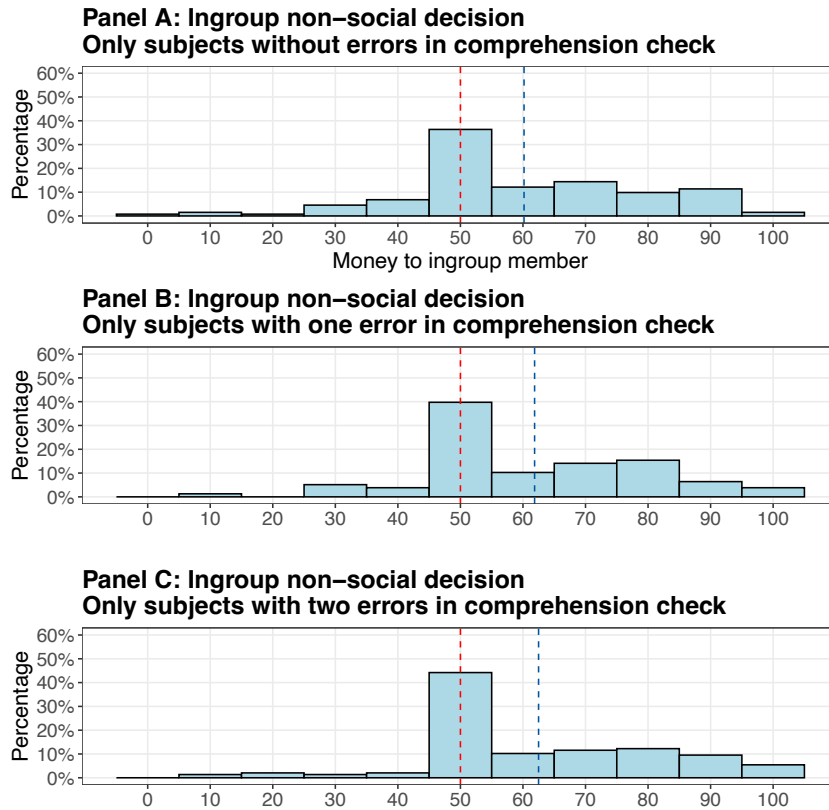 Panel A: Ingroup non−social decision
Only subjects without errors in comprehension check
60%
50%
40%
30%
20%
10%
0%
Percentage
0 10 20 30 40 50 60 70 80 90 100
Money to ingroup member
Panel B: Ingroup non−social decision
Only subjects with one error in comprehension check
60%
50%
40%
30%
20%
10%
0%
Percentage
0 10 20 30 40 50 60 70 80 90 100
Panel C: Ingroup non−social decision
Only subjects with two errors in comprehension check
60%
50%
40%
30%
20%
10%
0%
Percentage
0 10 20 30 40 50 60 70 80 90 100